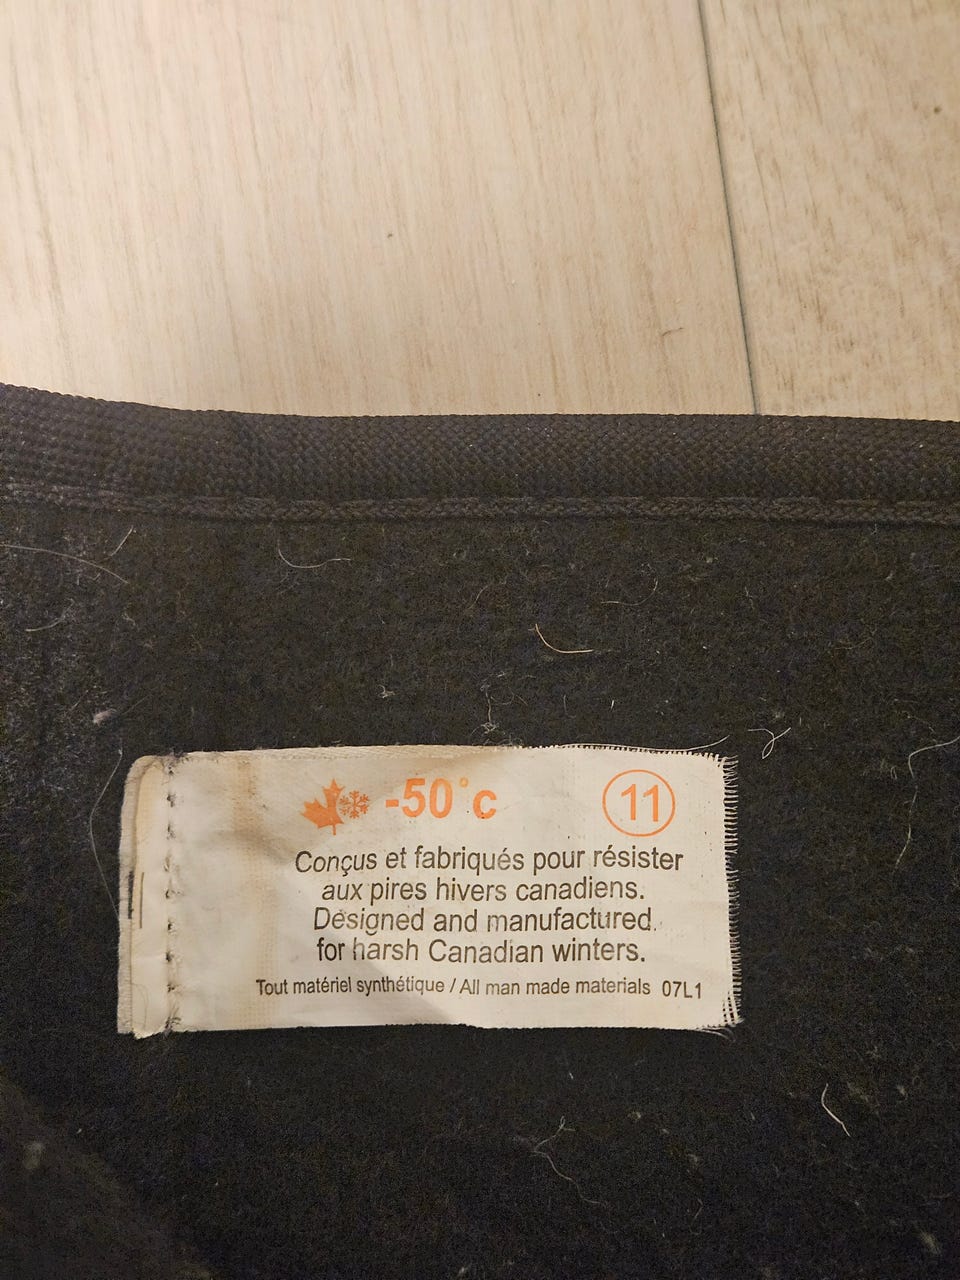 -50°c 11
Conçus et fabriqués pour résister
aux pires hivers canadiens.
Designed and manufactured
for harsh Canadian winters.
Tout matériel synthétique / All man made materials 07L1